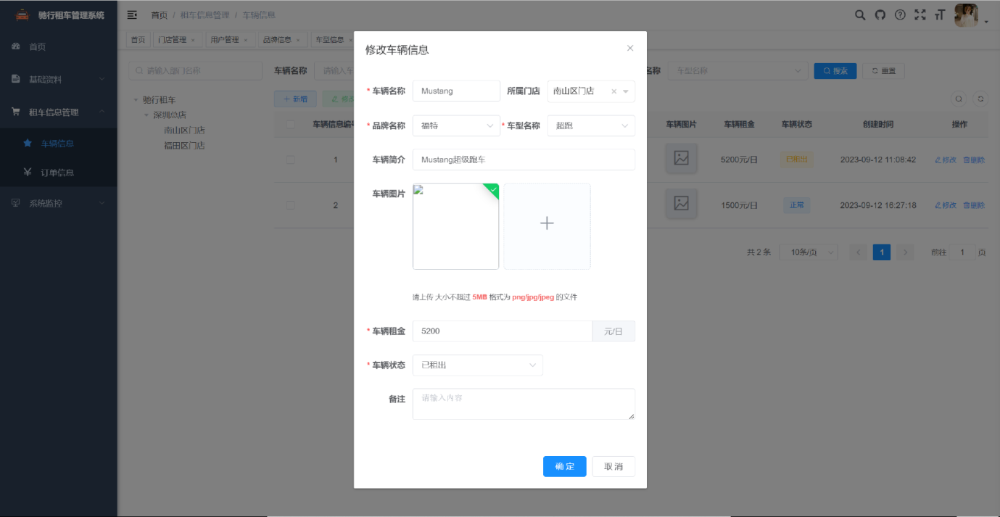 驰行租车管理系统
首页 / 租车信息管理 / 车辆信息
首页
门店管理 ×
用户管理 ×
品牌信息 ×
车型信息 ×
首页
基础资料
租车信息管理
车辆信息
订单信息
系统监控
请输入部门名称
驰行租车
深圳总店
南山区门店
福田区门店
车辆名称
请输入车
名称
车型名称
搜索
重置
+ 新增
修改
车辆信息编号
车辆图片
车辆租金
车辆状态
创建时间
操作
1
5200元/日
已租出
2023-09-12 11:08:42
修改
删除
2
1500元/日
正常
2023-09-12 16:27:18
修改
删除
共 2 条
10条/页
1
前往
1
页
修改车辆信息
* 车辆名称
Mustang
所属门店
南山区门店
* 品牌名称
福特
* 车型名称
超跑
车辆简介
Mustang超级跑车
车辆图片
请上传 大小不超过 5MB 格式为 png/jpg/jpeg 的文件
* 车辆租金
5200
元/日
* 车辆状态
已租出
备注
请输入内容
确 定
取 消